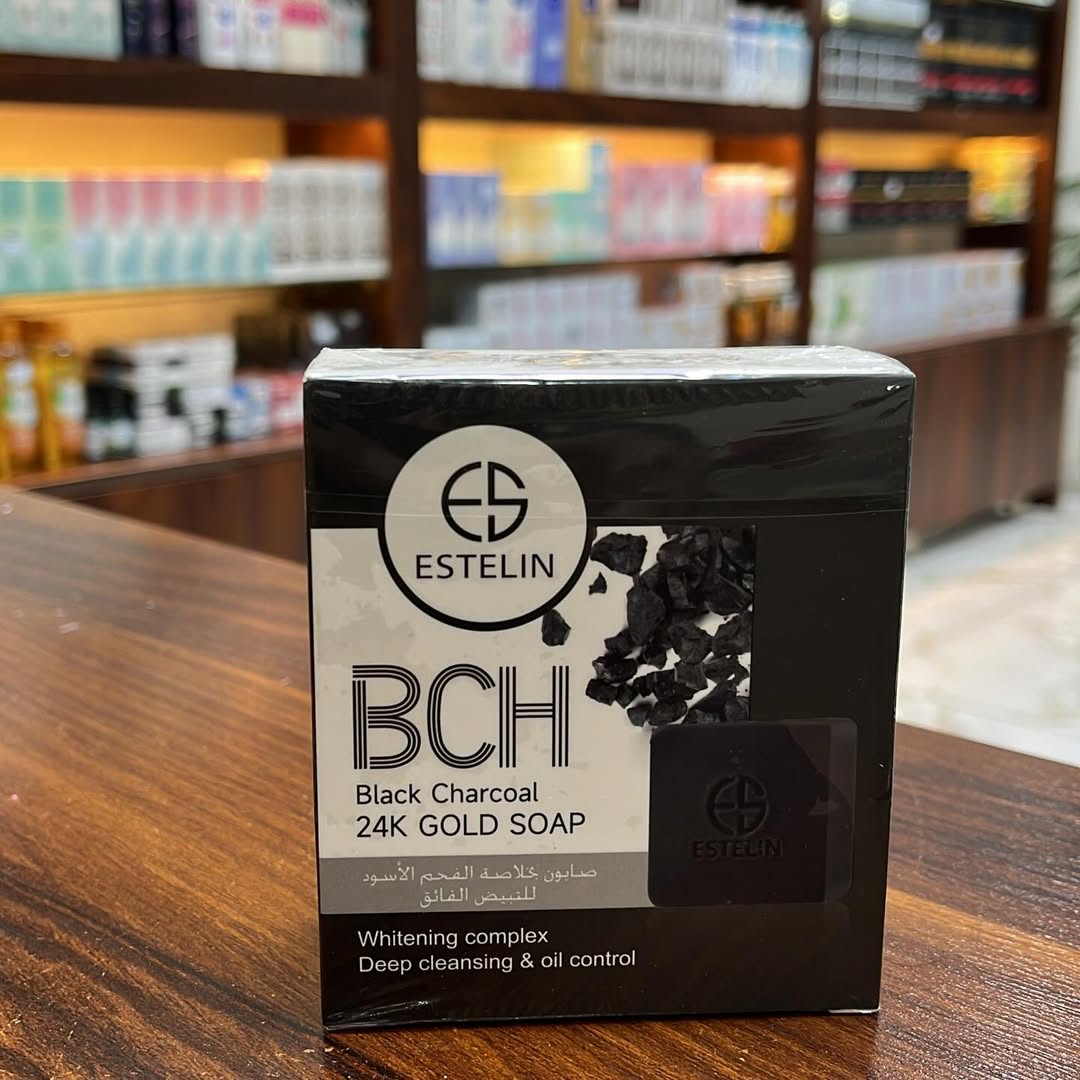 ES
ESTELIN
BCH
Black Charcoal
24K GOLD SOAP
صابون خلاصة الفحم الأسود
للتبيض الفائق
ES
ESTELIN
Whitening complex
Deep cleansing & oil control